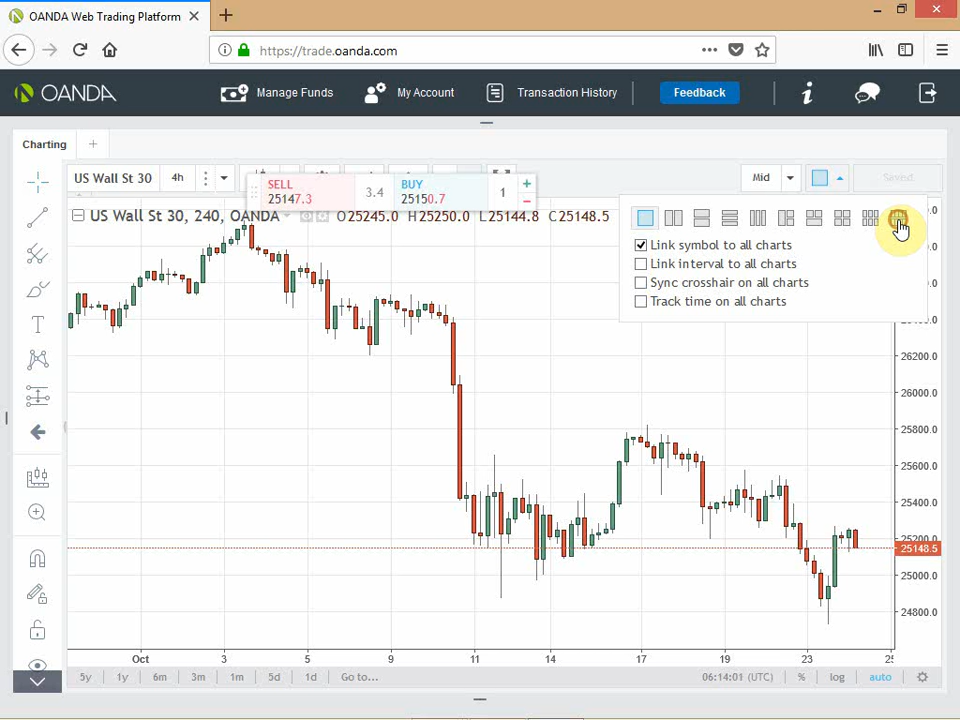 OANDA Web Trading Platform
https://trade.oanda.com
OANDA
Manage Funds
My Account
Transaction History
Feedback
Charting
US Wall St 30
4h
SELL
25147.3
3.4
BUY
25150.7
1
Mid
Saved
US Wall St 30, 240, OANDA
O25245.0 H25250.0 L25144.8 C25148.5
Link symbol to all charts
Link interval to all charts
Sync crosshair on all charts
Track time on all charts
26200.0
26000.0
25800.0
25600.0
25400.0
25200.0
25148.5
25000.0
24800.0
Oct
3
5
9
11
14
17
19
23
25
5y
1y
6m
3m
1m
5d
1d
Go to...
06:14:01 (UTC)
%
log
auto